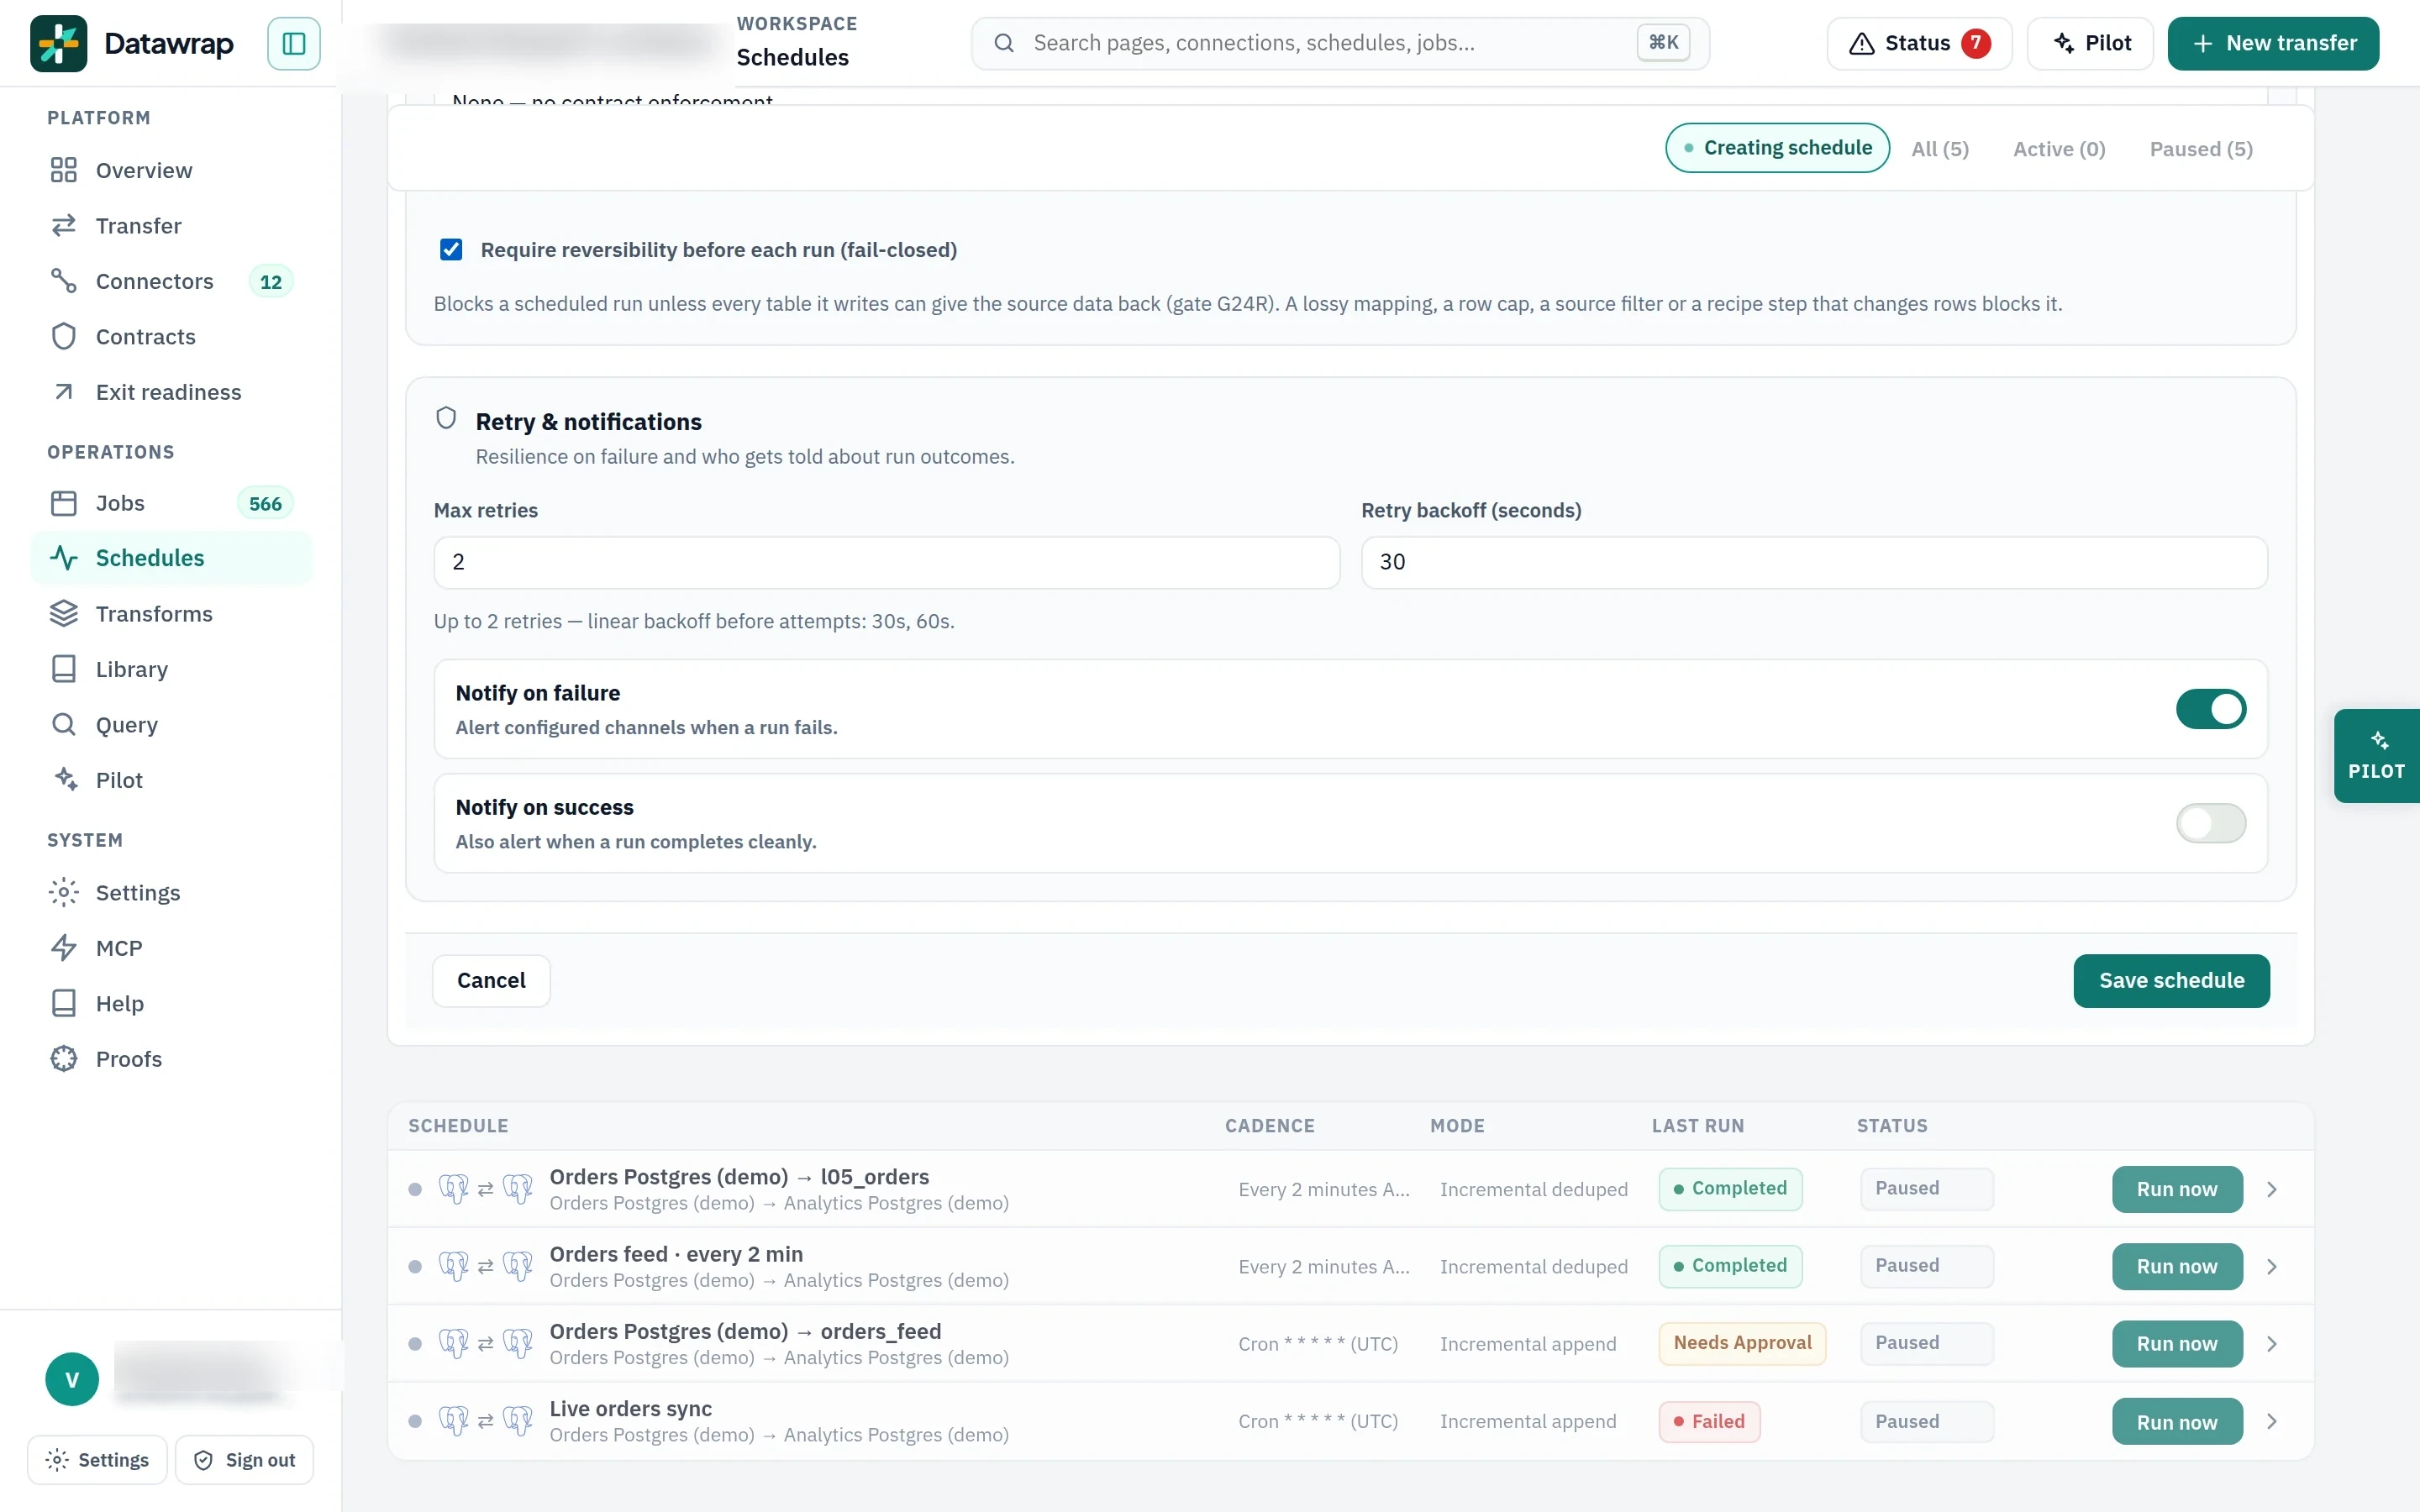 Datawrap
WORKSPACE
Schedules
Search pages, connections, schedules, jobs...
⌘K
Status 7
Pilot
New transfer
PLATFORM
Overview
Transfer
Connectors 12
Contracts
Exit readiness
OPERATIONS
Jobs 566
Schedules
Transforms
Library
Query
Pilot
SYSTEM
Settings
MCP
Help
Proofs
V
Settings
Sign out
None — no contract enforcement
Creating schedule
All (5)
Active (0)
Paused (5)
Require reversibility before each run (fail-closed)
Blocks a scheduled run unless every table it writes can give the source data back (gate G24R). A lossy mapping, a row cap, a source filter or a recipe step that changes rows blocks it.
Retry & notifications
Resilience on failure and who gets told about run outcomes.
Max retries
2
Retry backoff (seconds)
30
Up to 2 retries — linear backoff before attempts: 30s, 60s.
Notify on failure
Alert configured channels when a run fails.
Notify on success
Also alert when a run completes cleanly.
Cancel
Save schedule
PILOT
SCHEDULE CADENCE MODE LAST RUN STATUS
Orders Postgres (demo) → l05_orders
Orders Postgres (demo) → Analytics Postgres (demo)
Every 2 minutes A... Incremental deduped Completed Paused Run now
Orders feed · every 2 min
Orders Postgres (demo) → Analytics Postgres (demo)
Every 2 minutes A... Incremental deduped Completed Paused Run now
Orders Postgres (demo) → orders_feed
Orders Postgres (demo) → Analytics Postgres (demo)
Cron * * * * * (UTC) Incremental append Needs Approval Paused Run now
Live orders sync
Orders Postgres (demo) → Analytics Postgres (demo)
Cron * * * * * (UTC) Incremental append Failed Paused Run now